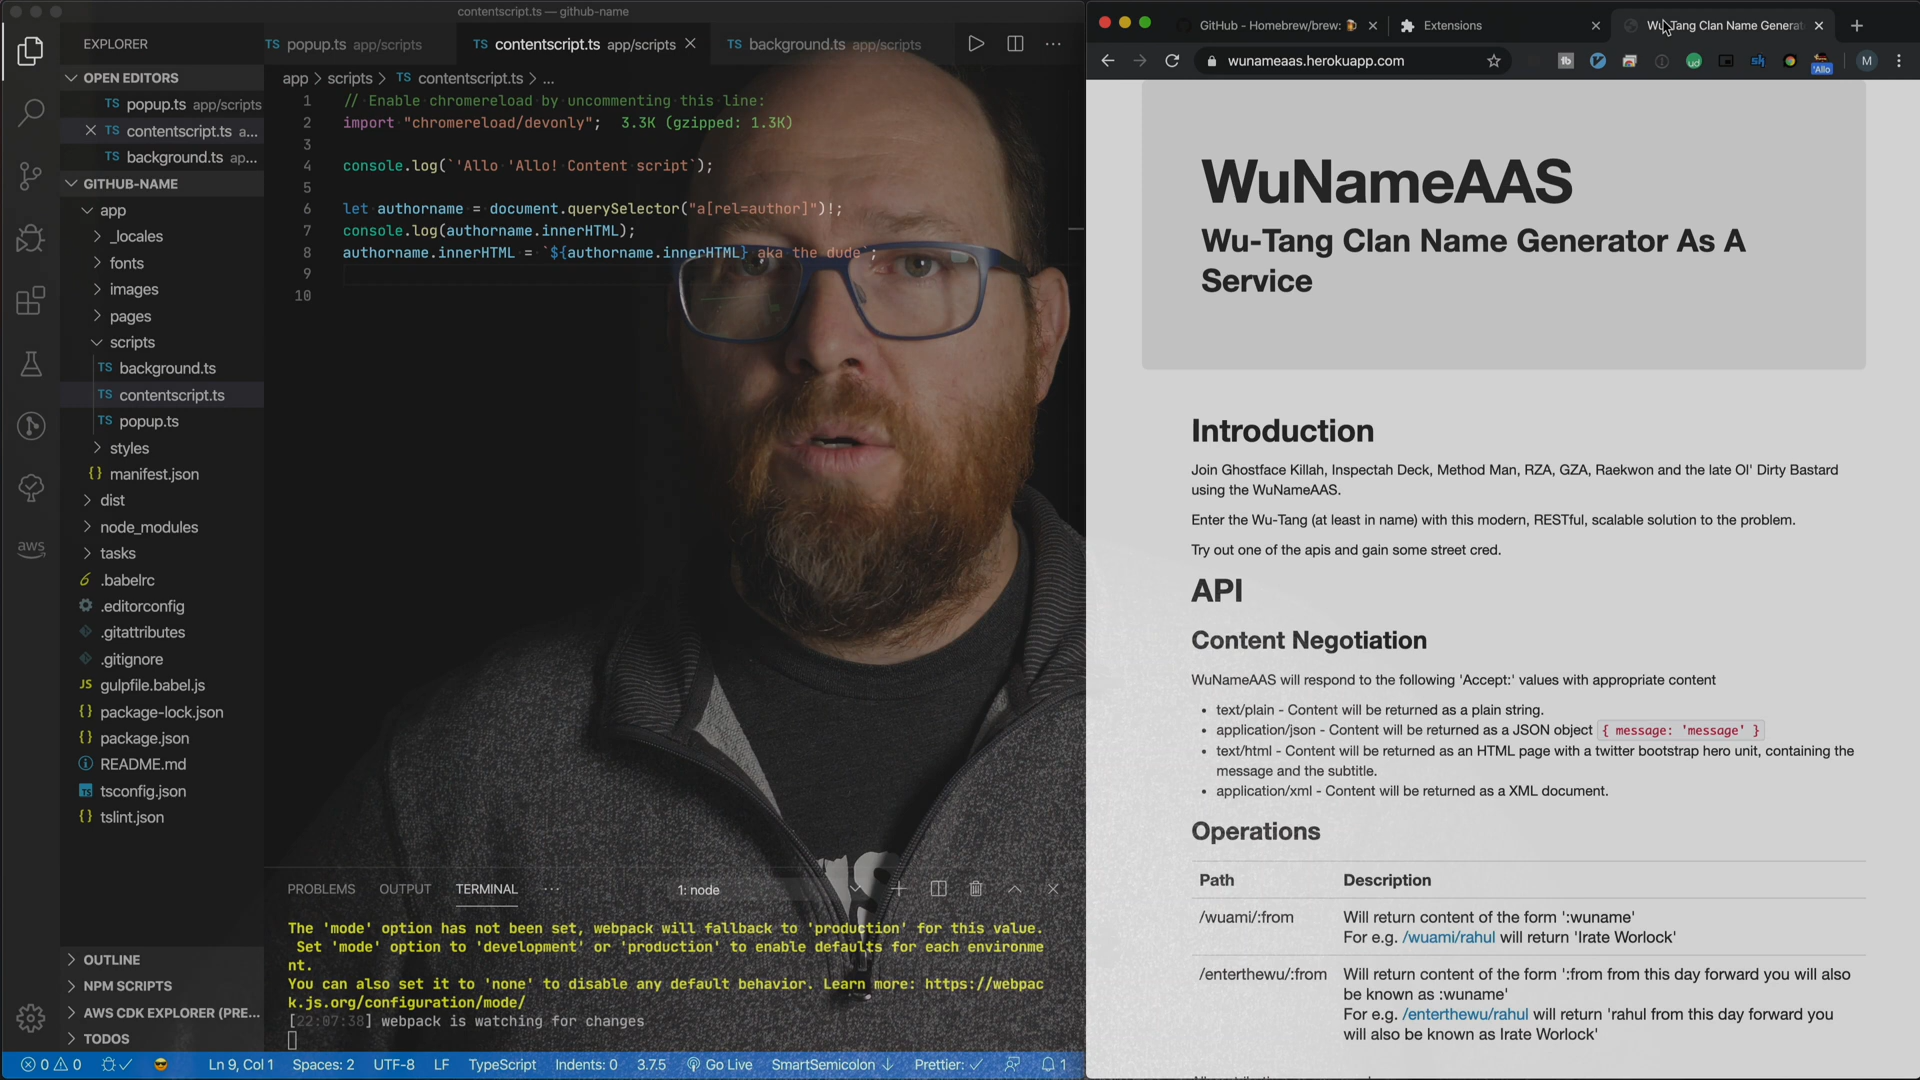 contentscript.ts — github-name
EXPLORER
OPEN EDITORS
TS popup.ts app/scripts
TS contentscript.ts a...
TS background.ts ap...
GITHUB-NAME
app
_locales
fonts
images
pages
scripts
TS background.ts
TS contentscript.ts
TS popup.ts
styles
{} manifest.json
dist
node_modules
tasks
.babelrc
.editorconfig
.gitattributes
.gitignore
JS gulpfile.babel.js
{} package-lock.json
{} package.json
README.md
TS tsconfig.json
{} tslint.json
OUTLINE
NPM SCRIPTS
AWS CDK EXPLORER (PRE...
TODOS
aws
TS popup.ts app/scripts
TS contentscript.ts app/scripts
TS background.ts app/scripts
app > scripts > TS contentscript.ts > ...
1 // Enable chromereload by uncommenting this line:
2 import "chromereload/devonly"; 3.3K (gzipped: 1.3K)
3
4 console.log(`'Allo 'Allo! Content script`);
5
6 let authorname = document.querySelector("a[rel=author]")!;
7 console.log(authorname.innerHTML);
8 authorname.innerHTML = `${authorname.innerHTML} aka the dude`;
9
10
PROBLEMS OUTPUT TERMINAL ... 1: node
The 'mode' option has not been set, webpack will fallback to 'production' for this value.
Set 'mode' option to 'development' or 'production' to enable defaults for each environme
nt.
You can also set it to 'none' to disable any default behavior. Learn more: https://webpac
k.js.org/configuration/mode/
[22:07:38] webpack is watching for changes
0 0 Ln 9, Col 1 Spaces: 2 UTF-8 LF TypeScript Indents: 0 3.7.5 Go Live SmartSemicolon Prettier: 1
GitHub - Homebrew/brew:
Extensions
Wu-Tang Clan Name Generat
wunameaas.herokuapp.com
'Allo
M
WuNameAAS
Wu-Tang Clan Name Generator As A
Service
Introduction
Join Ghostface Killah, Inspectah Deck, Method Man, RZA, GZA, Raekwon and the late Ol' Dirty Bastard
using the WuNameAAS.
Enter the Wu-Tang (at least in name) with this modern, RESTful, scalable solution to the problem.
Try out one of the apis and gain some street cred.
API
Content Negotiation
WuNameAAS will respond to the following 'Accept:' values with appropriate content
• text/plain - Content will be returned as a plain string.
• application/json - Content will be returned as a JSON object { message: 'message' }
• text/html - Content will be returned as an HTML page with a twitter bootstrap hero unit, containing the
message and the subtitle.
• application/xml - Content will be returned as a XML document.
Operations
Path Description
/wuami/:from Will return content of the form ':wuname'
For e.g. /wuami/rahul will return 'Irate Worlock'
/enterthewu/:from Will return content of the form ':from from this day forward you will also
be known as :wuname'
For e.g. /enterthewu/rahul will return 'rahul from this day forward you
will also be known as Irate Worlock'